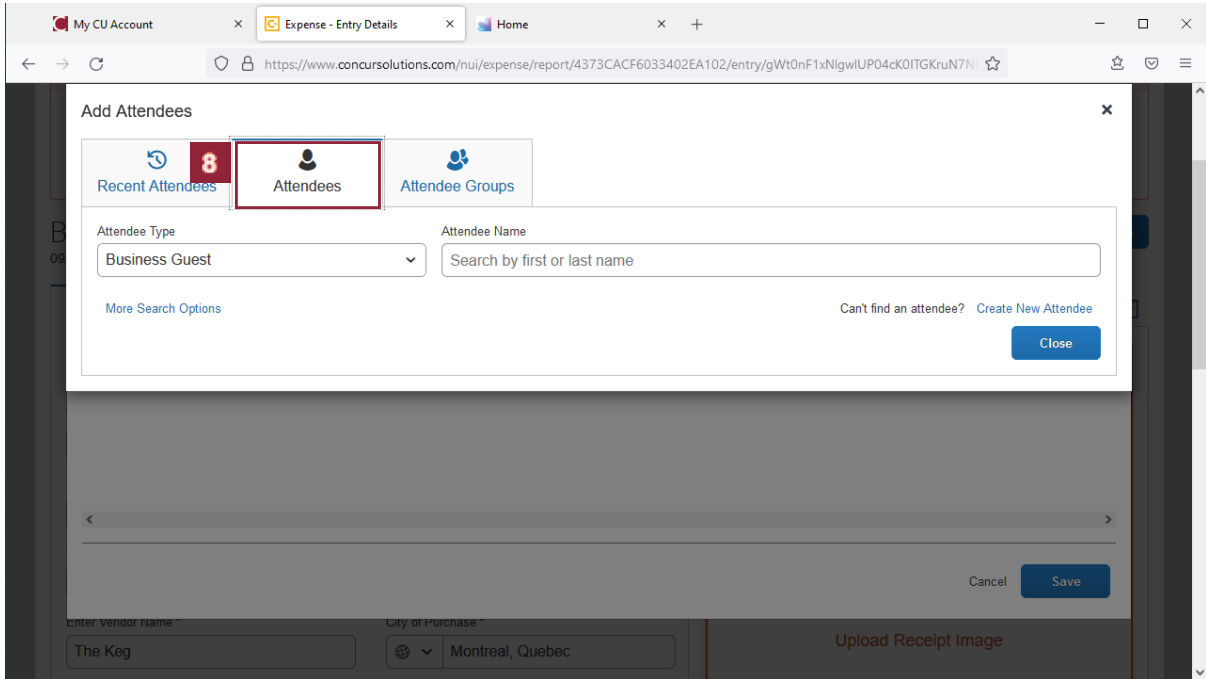 My CU Account
Expense - Entry Details
Home
https://www.concursolutions.com/nui/expense/report/4373CACF6033402EA102/entry/gWt0nF1xNlgwlUP04cK0ITGKruN7N
Add Attendees
8
Recent Attendees
Attendees
Attendee Groups
Attendee Type
Attendee Name
Business Guest
Search by first or last name
More Search Options
Can't find an attendee? Create New Attendee
Close
B
09
Cancel
Save
Enter Vendor Name *
City of Purchase *
The Keg
Montreal, Quebec
Upload Receipt Image